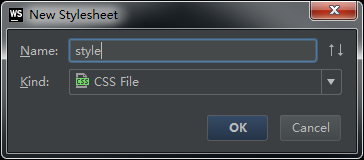 WS New Stylesheet
Name: style
Kind: CSS CSS File
OK Cancel